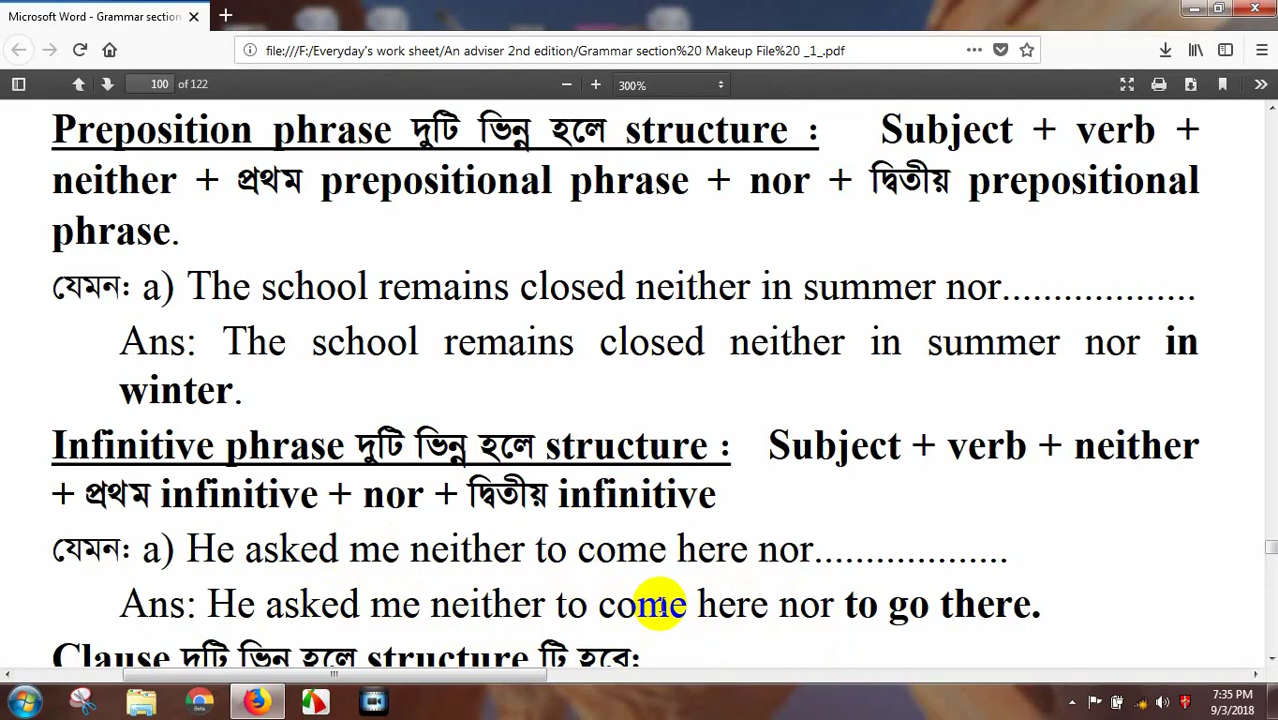 Microsoft Word - Grammar section
file:///F:/Everyday's work sheet/An adviser 2nd edition/Grammar section%20 Makeup File%20 _1_.pdf
100 of 122
300%
Preposition phrase দুটি ভিন্ন হলে structure : Subject + verb +
neither + প্রথম prepositional phrase + nor + দ্বিতীয় prepositional
phrase.
যেমন: a) The school remains closed neither in summer nor...................
Ans: The school remains closed neither in summer nor in
winter.
Infinitive phrase দুটি ভিন্ন হলে structure : Subject + verb + neither
+ প্রথম infinitive + nor + দ্বিতীয় infinitive
যেমন: a) He asked me neither to come here nor...................
Ans: He asked me neither to come here nor to go there.
Clause দুটি ভিন্ন হলে structure টি হবে:
7:35 PM
9/3/2018